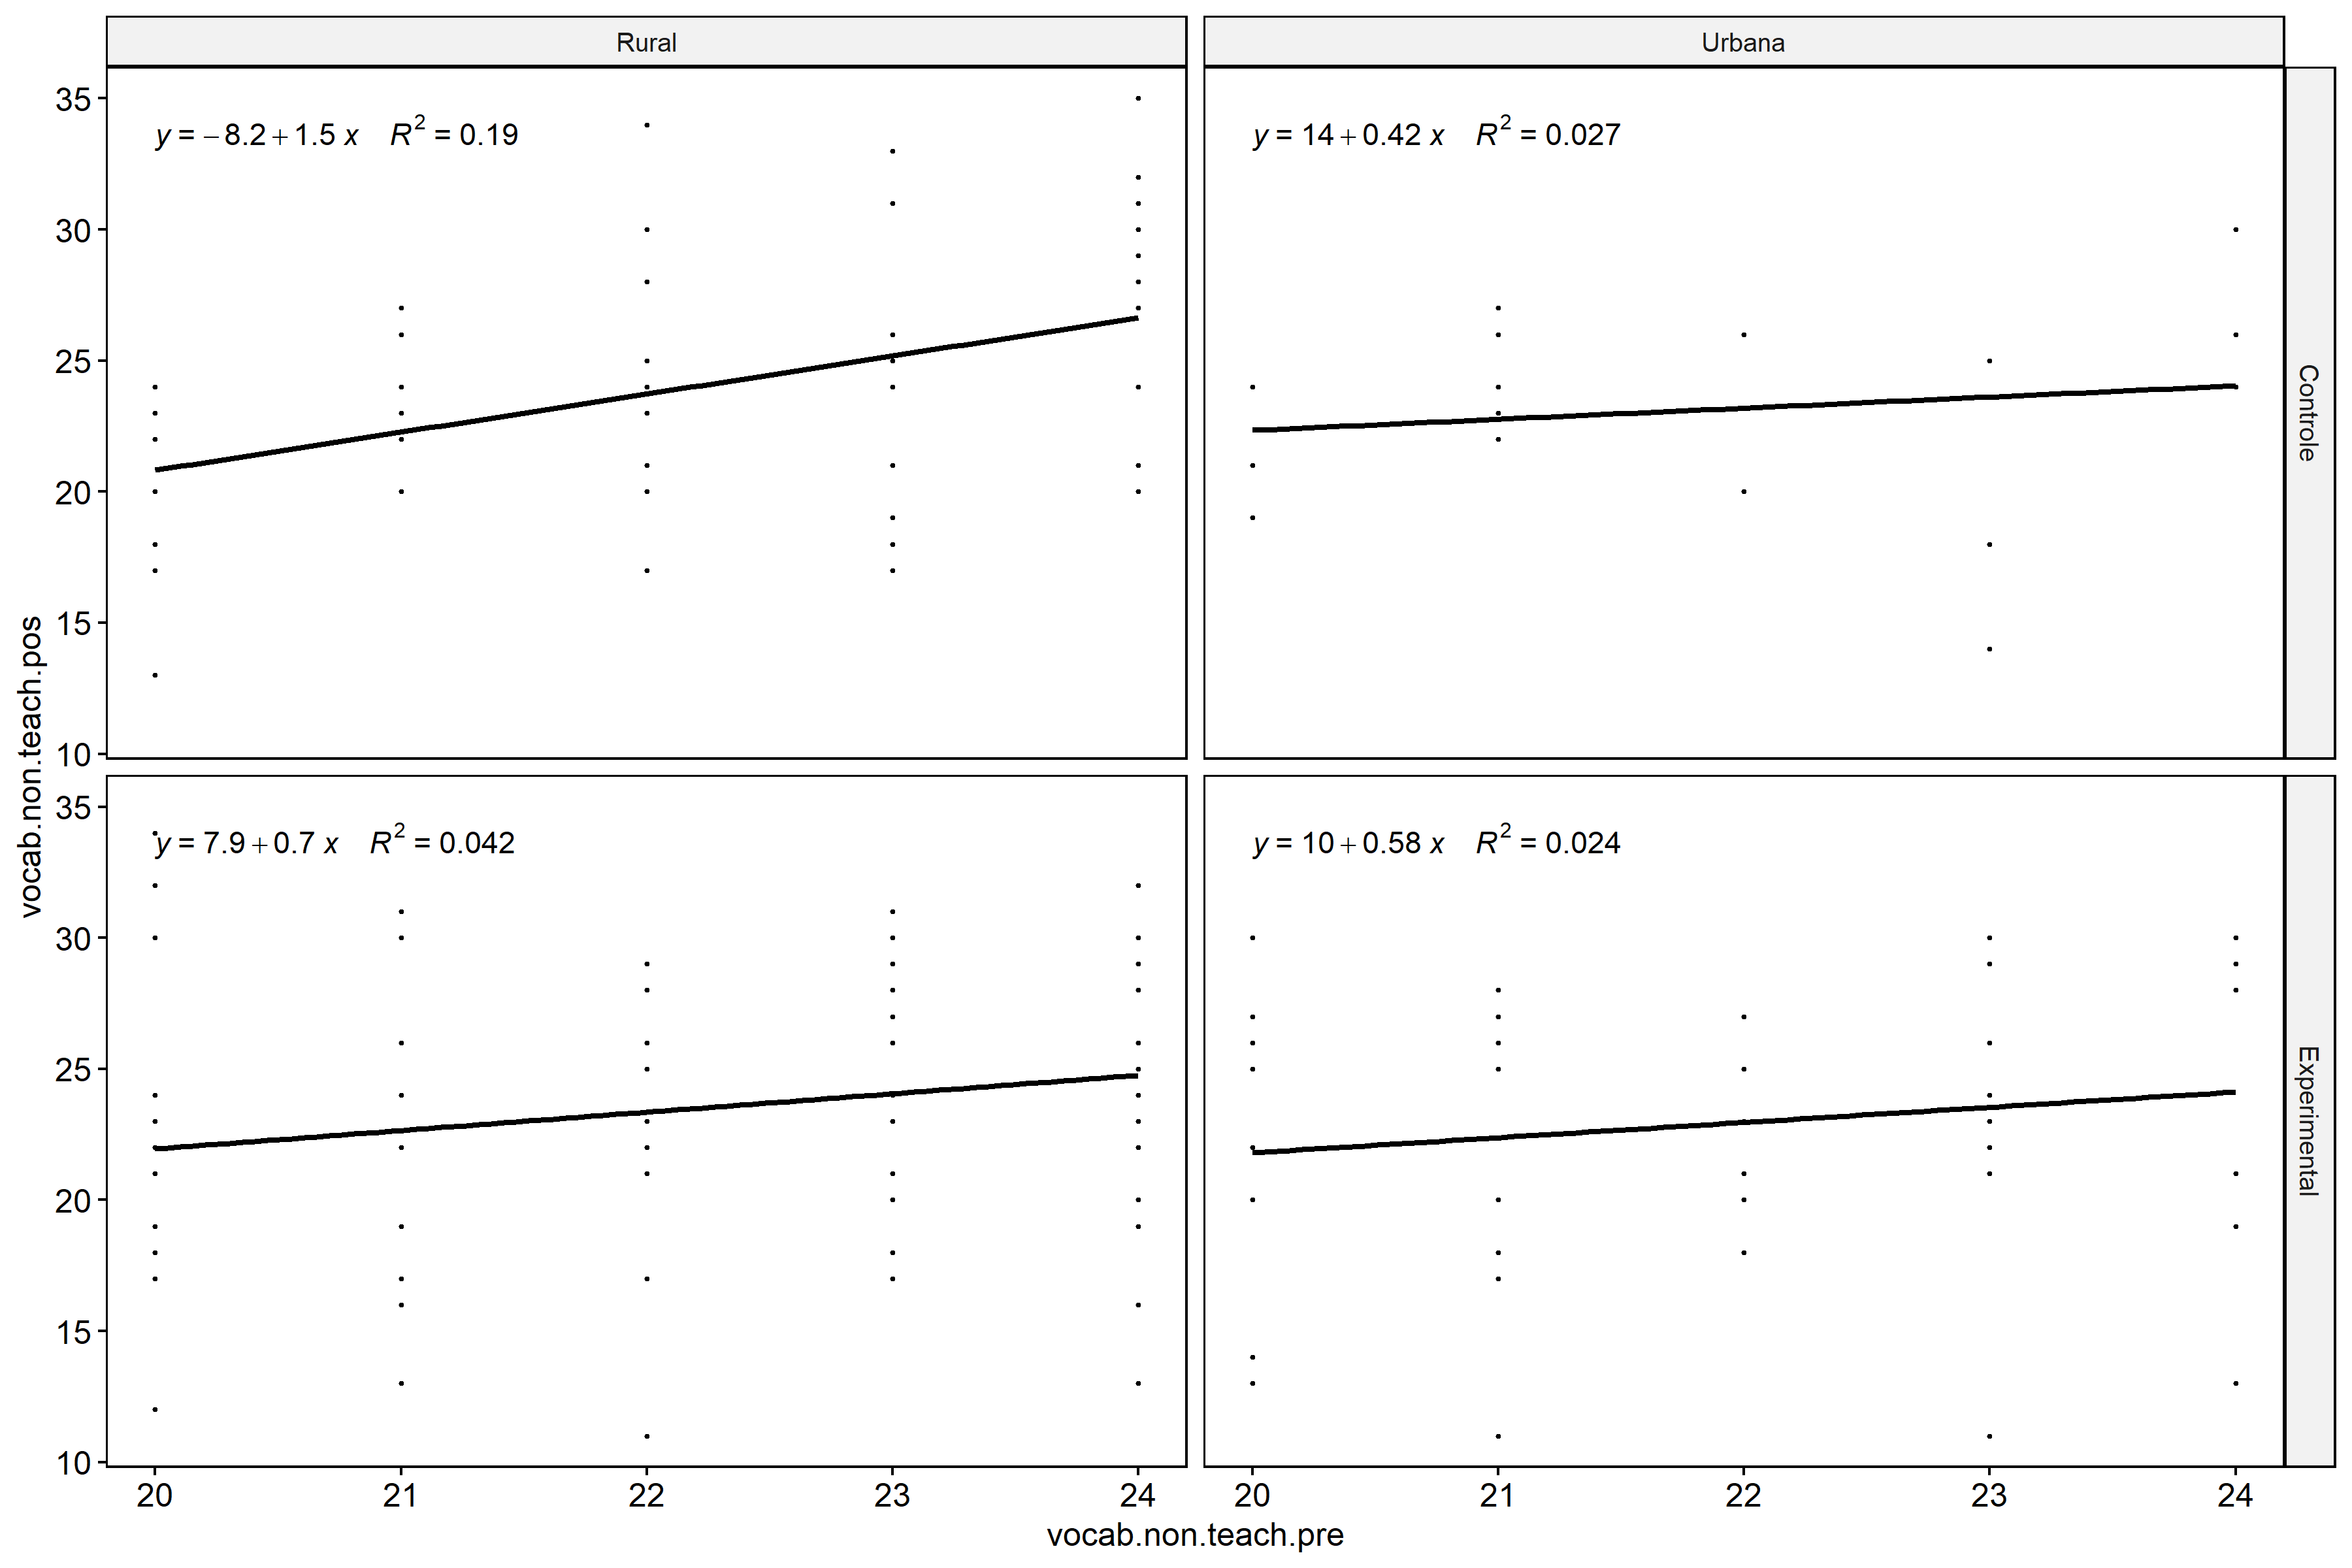 Rural Urbana
35
y = −8.2 + 1.5 x R² = 0.19
y = 14 + 0.42 x R² = 0.027
30
25
20
15
10
Controle
vocab.non.teach.pos
35
y = 7.9 + 0.7 x R² = 0.042
y = 10 + 0.58 x R² = 0.024
30
25
20
15
10
Experimental
20 21 22 23 24 20 21 22 23 24
vocab.non.teach.pre